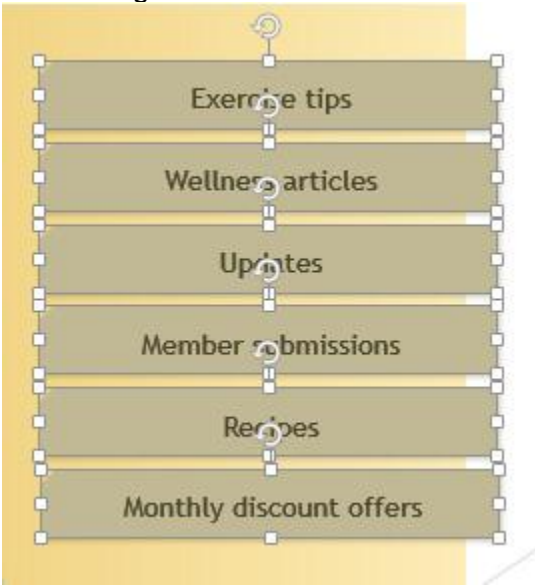 Exercise tips
Wellness articles
Updates
Member submissions
Recipes
Monthly discount offers